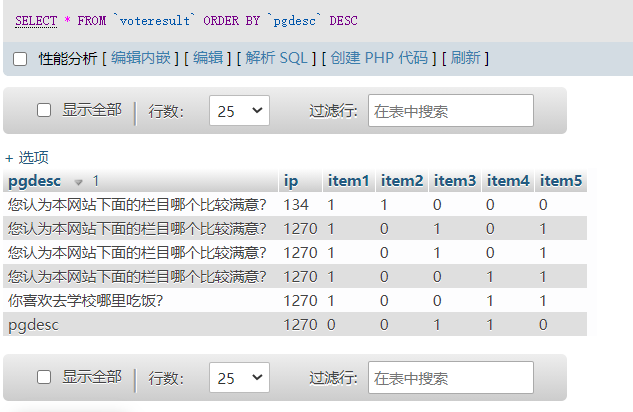 SELECT * FROM `voteresult` ORDER BY `pgdesc` DESC
性能分析 [ 编辑内嵌 ] [ 编辑 ] [ 解析 SQL ] [ 创建 PHP 代码 ] [ 刷新 ]
显示全部 行数: 25 过滤行: 在表中搜索
+ 选项
pgdesc 1 ip item1 item2 item3 item4 item5
您认为本网站下面的栏目哪个比较满意? 134 1 1 0 0 0
您认为本网站下面的栏目哪个比较满意? 1270 1 0 1 0 1
您认为本网站下面的栏目哪个比较满意? 1270 1 0 1 0 1
您认为本网站下面的栏目哪个比较满意? 1270 1 0 0 1 1
你喜欢去学校哪里吃饭? 1270 1 0 0 1 1
pgdesc 1270 0 0 1 1 0
显示全部 行数: 25 过滤行: 在表中搜索